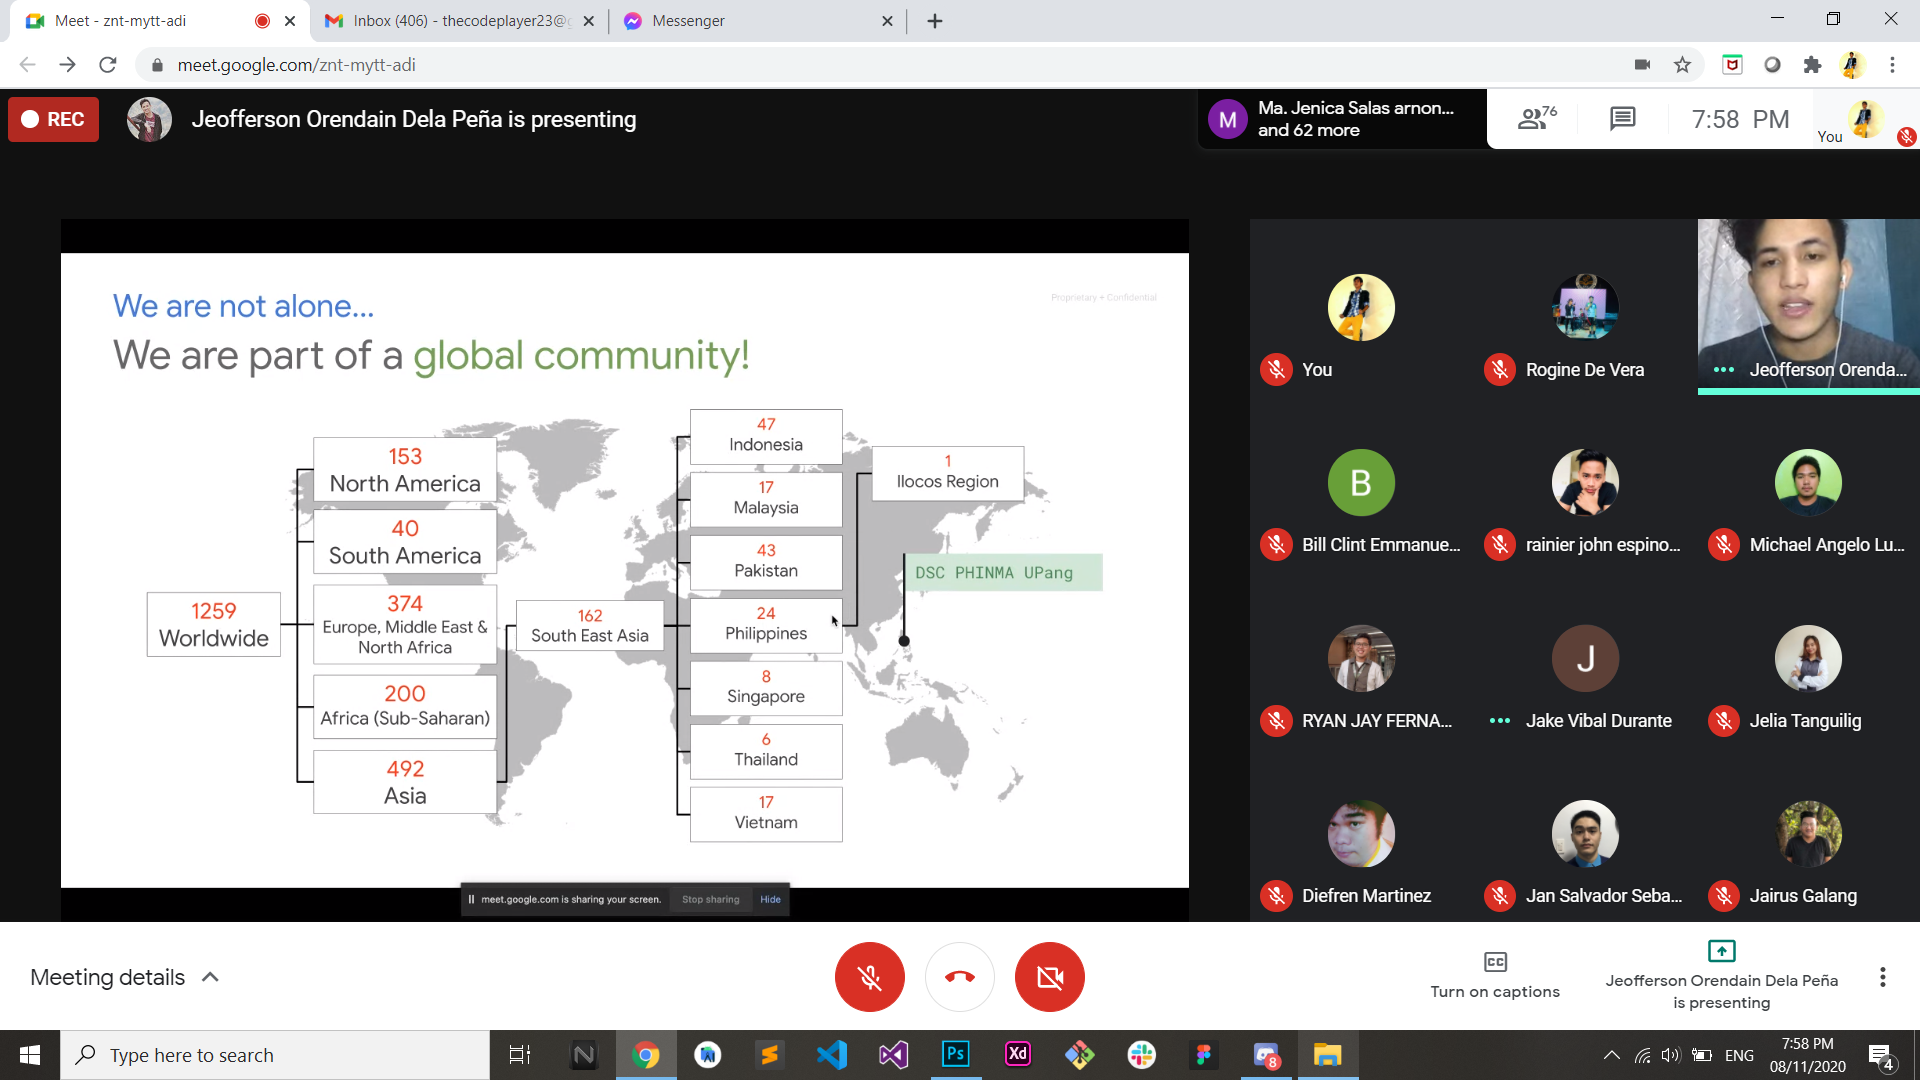 Meet - znt-mytt-adi
Inbox (406) - thecodeplayer23@g
Messenger
meet.google.com/znt-mytt-adi
REC
Jeofferson Orendain Dela Peña is presenting
M
Ma. Jenica Salas arnon...
and 62 more
76
7:58 PM
You
We are not alone...
Proprietary + Confidential
We are part of a global community!
1259
Worldwide
153
North America
40
South America
374
Europe, Middle East &
North Africa
200
Africa (Sub-Saharan)
492
Asia
162
South East Asia
47
Indonesia
17
Malaysia
43
Pakistan
24
Philippines
8
Singapore
6
Thailand
17
Vietnam
1
Ilocos Region
DSC PHINMA UPang
meet.google.com is sharing your screen.
Stop sharing
Hide
You
Rogine De Vera
Jeofferson Orenda...
B
Bill Clint Emmanue...
rainier john espino...
Michael Angelo Lu...
RYAN JAY FERNA...
J
Jake Vibal Durante
Jelia Tanguilig
Diefren Martinez
Jan Salvador Seba...
Jairus Galang
Meeting details
CC
Turn on captions
Jeofferson Orendain Dela Peña
is presenting
Type here to search
N
Ps
Xd
8
ENG
7:58 PM
08/11/2020
4